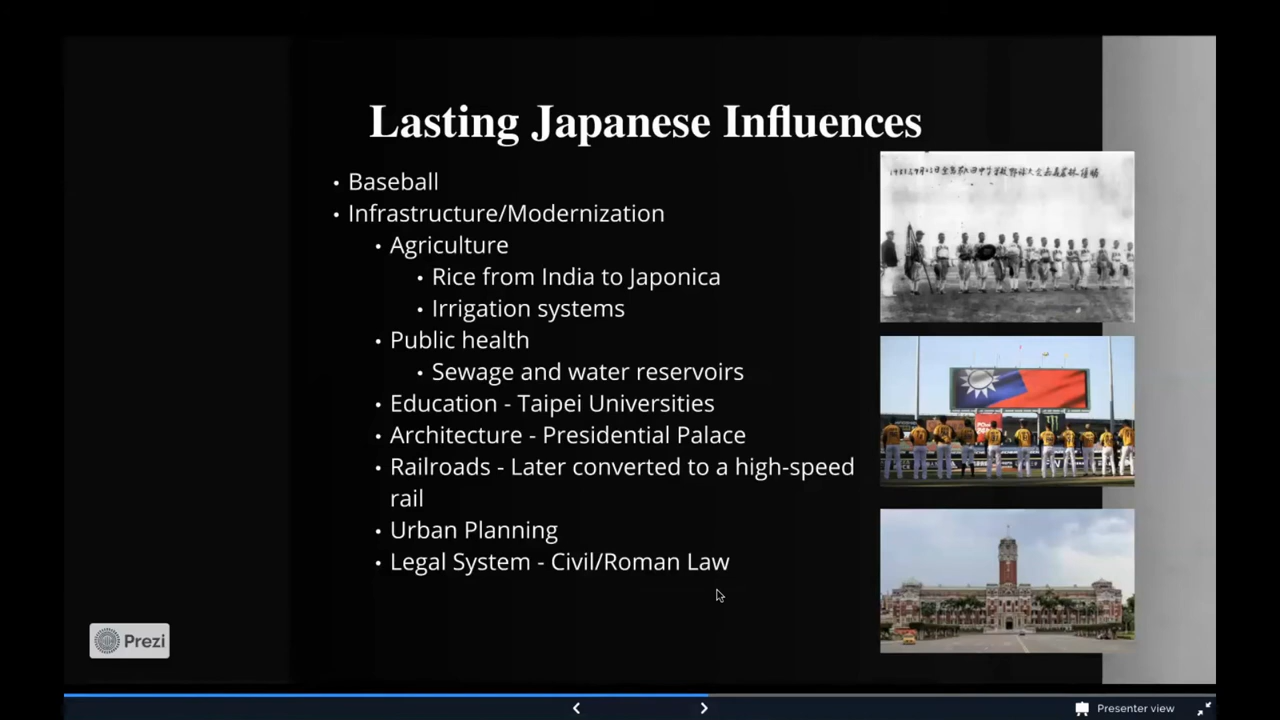 Lasting Japanese Influences
• Baseball
• Infrastructure/Modernization
• Agriculture
• Rice from India to Japonica
• Irrigation systems
• Public health
• Sewage and water reservoirs
• Education - Taipei Universities
• Architecture - Presidential Palace
• Railroads - Later converted to a high-speed
rail
• Urban Planning
• Legal System - Civil/Roman Law
Prezi
Presenter view